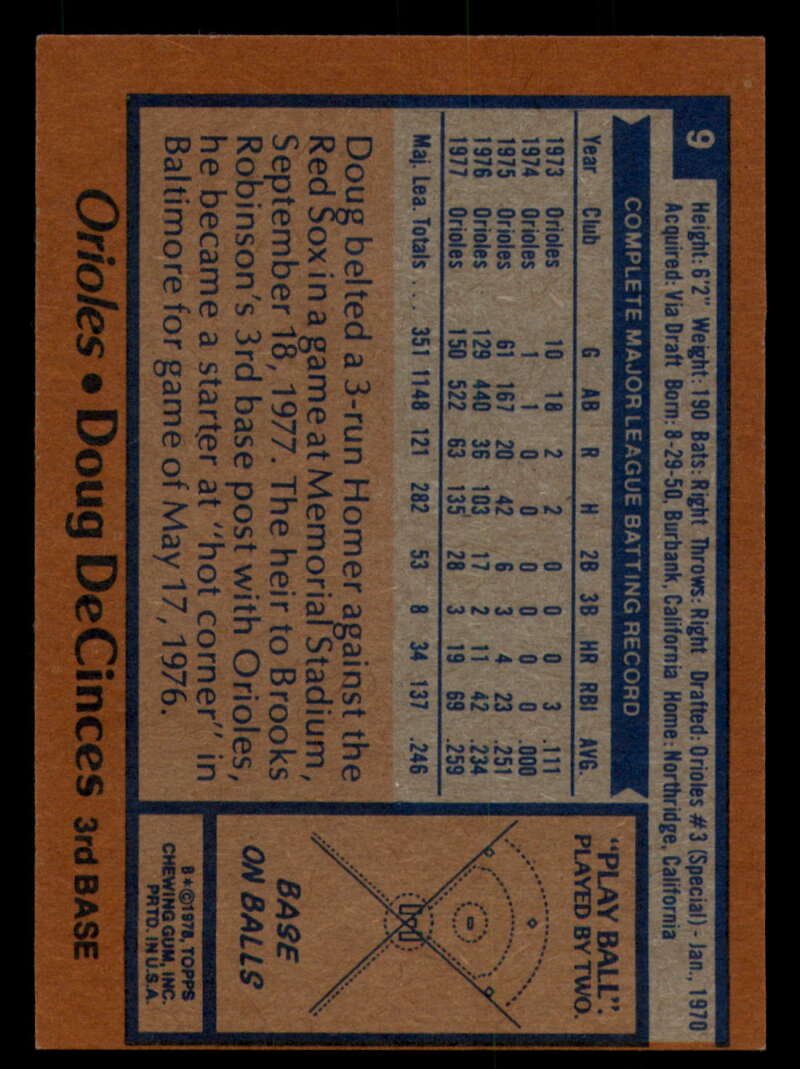 9
Height: 6'2" Weight: 190 Bats: Right Throws: Right Drafted: Orioles #3 (Special) - Jan., 1970
Acquired: Via Draft Born: 8-29-50, Burbank, California Home: Northridge, California
COMPLETE MAJOR LEAGUE BATTING RECORD
Year Club G AB R H 2B 3B HR RBI AVG.
1973 Orioles 10 18 2 2 0 0 0 3 .111
1974 Orioles 1 1 0 0 0 0 0 0 .000
1975 Orioles 61 167 20 42 6 3 4 23 .251
1976 Orioles 129 440 36 103 17 2 11 42 .234
1977 Orioles 150 522 63 135 28 3 19 69 .259
Maj. Lea. Totals . . . 351 1148 121 282 53 8 34 137 .246
Doug belted a 3-run Homer against the
Red Sox in a game at Memorial Stadium,
September 18, 1977. The heir to Brooks
Robinson's 3rd base post with Orioles,
he became a starter at "hot corner" in
Baltimore for game of May 17, 1976.
"PLAY BALL".
PLAYED BY TWO.
BASE
ON BALLS
B*©1978, TOPPS
CHEWING GUM, INC.
PRTD. IN U.S.A.
Orioles • Doug DeCinces 3rd BASE